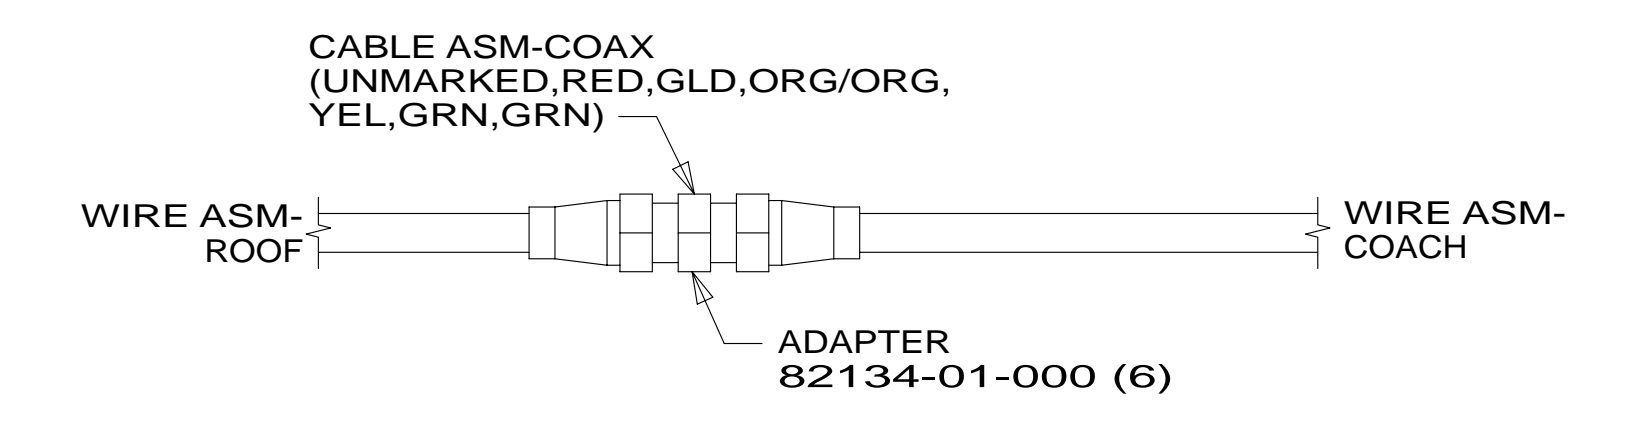 CABLE ASM-COAX
(UNMARKED,RED,GLD,ORG/ORG,
YEL,GRN,GRN)
WIRE ASM-
ROOF
WIRE ASM-
COACH
ADAPTER
82134-01-000 (6)